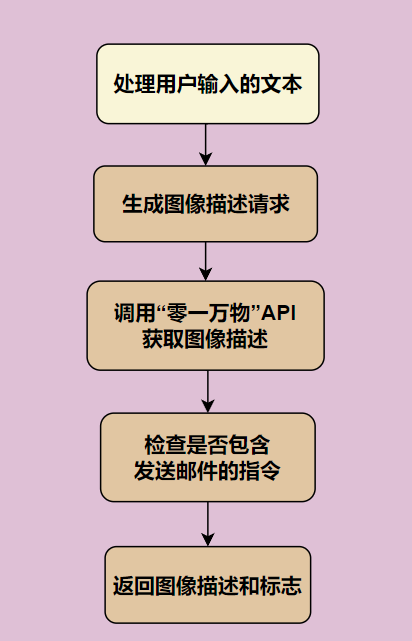 处理用户输入的文本
生成图像描述请求
调用“零一万物”API
获取图像描述
检查是否包含
发送邮件的指令
返回图像描述和标志